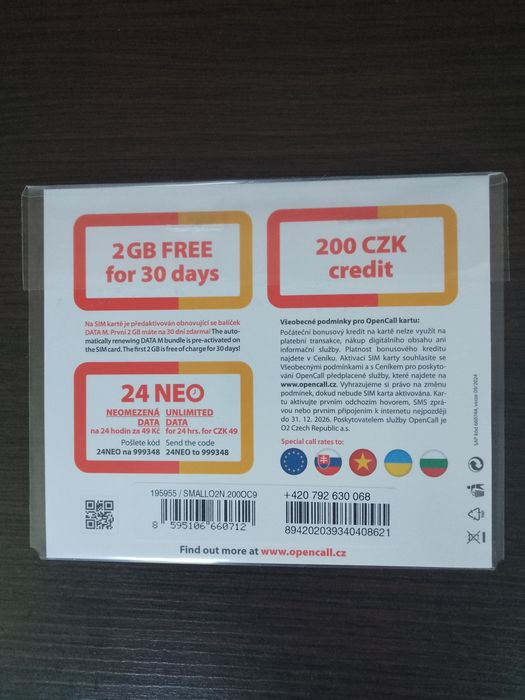 2GB FREE
for 30 days
200 CZK
credit
Na SIM kartě je předaktivován obnovující se balíček
DATA M. První 2 GB máte na 30 dní zdarma! The auto-
matically renewing DATA M bundle is pre-activated on
the SIM card. The first 2 GB is free of charge for 30 days!
24 NEO
NEOMEZENÁ UNLIMITED
DATA DATA
na 24 hodin za 49 Kč for 24 hrs. for CZK 49
Pošlete kód Send the code
24NEO na 999348 24NEO to 999348
Všeobecné podmínky pro OpenCall kartu:
Počáteční bonusový kredit na kartě nelze využít na
platební transakce, nákup digitálního obsahu ani
informační služby. Platnost bonusového kreditu
najdete v Ceníku. Aktivací SIM karty souhlasíte se
Všeobecnými podmínkami a s Ceníkem pro poskyto-
vání OpenCall předplacené služby, které najdete na
www.opencall.cz. Vyhrazujeme si právo na změnu
podmínek, dokud nebude SIM karta aktivována. Kar-
tu aktivujte prvním odchozím hovorem, SMS zprá-
vou nebo prvním připojením k internetu nejpozději
do 31. 12. 2026. Poskytovatelem služby OpenCall je
O2 Czech Republic a.s.
Special call rates to:
SAP kód 660744, verze 09/2024
195955 / SMALLO2N 200OC9
8 595106 660712
+420 792 630 068
894202039340408621
Find out more at www.opencall.cz